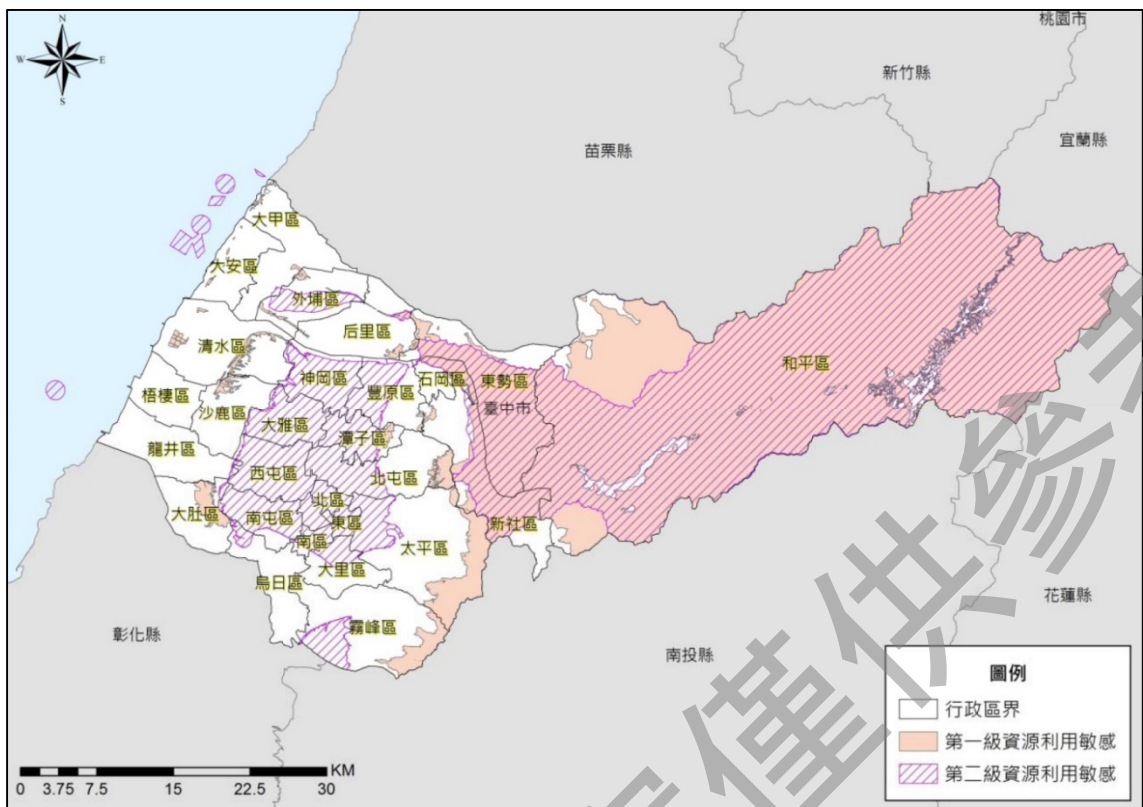 N
W
E
S
桃園市
新竹縣
宜蘭縣
苗栗縣
大甲區
大安區
外埔區
后里區
清水區
神岡區
豐原區
石岡區
東勢區
和平區
梧棲區
沙鹿區
大雅區
臺中市
潭子區
龍井區
西屯區
北屯區
北區
大肚區
南屯區
東區
新社區
南區
太平區
大里區
烏日區
霧峰區
彰化縣
南投縣
花蓮縣
圖例
行政區界
第一級資源利用敏感
第二級資源利用敏感
0 3.75 7.5 15 22.5 30 KM
僅供參